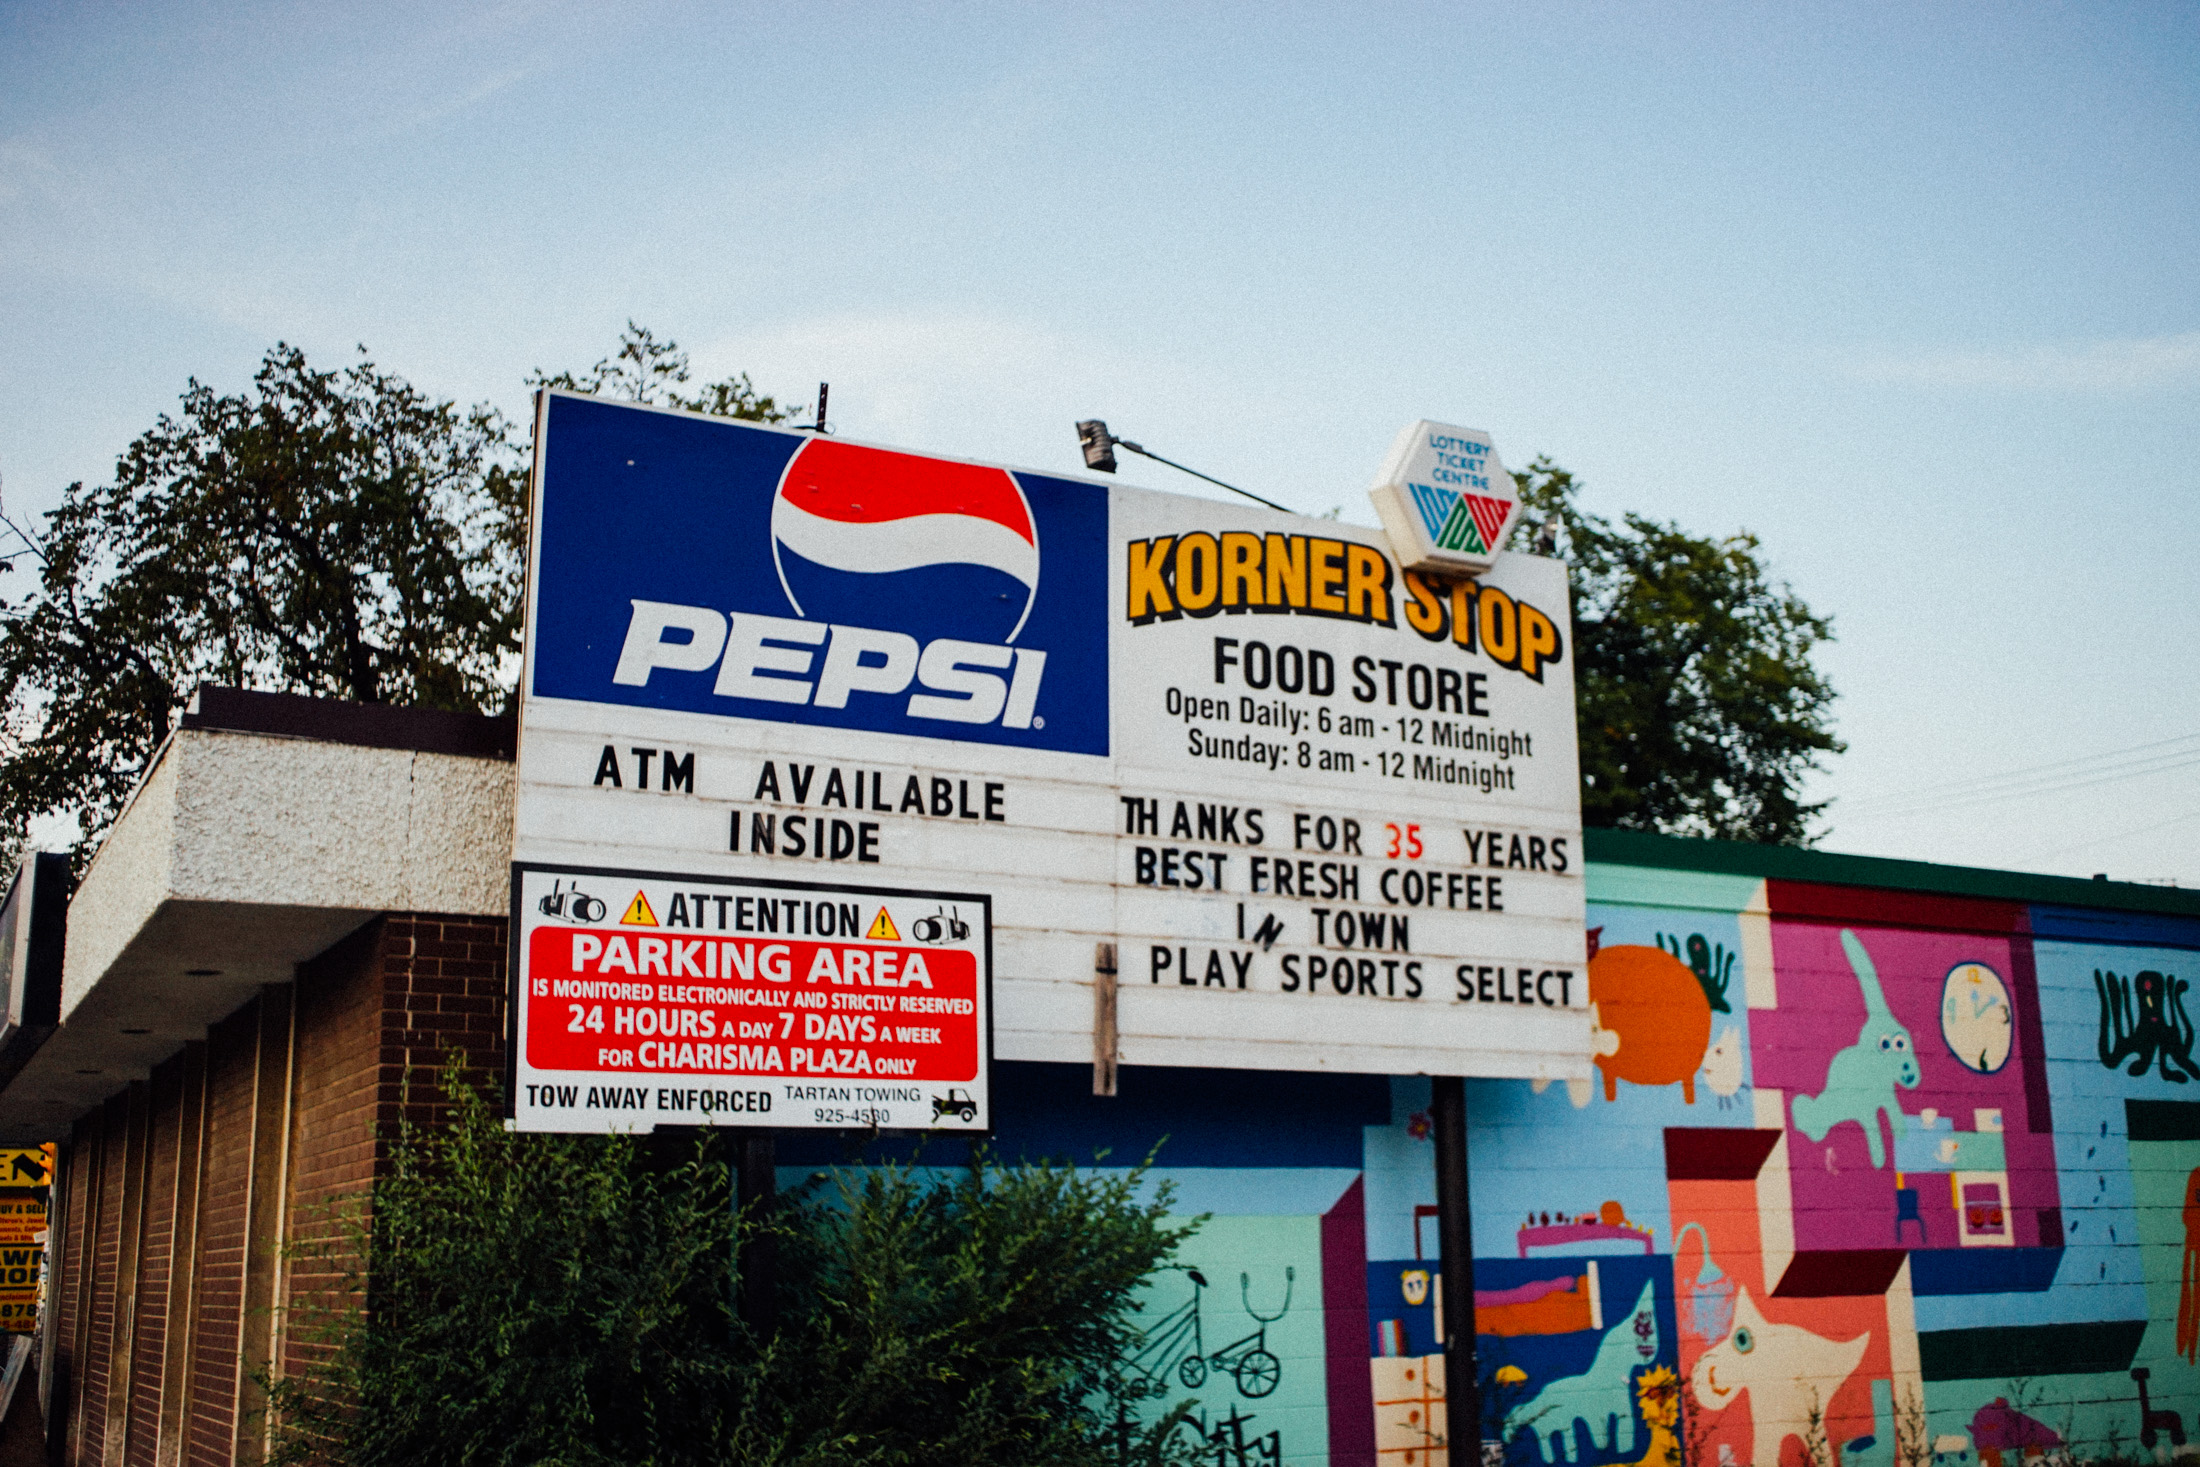 PEPSI
®
ATM AVAILABLE
INSIDE
LOTTERY
TICKET
CENTRE
KORNER STOP
FOOD STORE
Open Daily: 6 am - 12 Midnight
Sunday: 8 am - 12 Midnight
THANKS FOR 35 YEARS
BEST FRESH COFFEE
IN TOWN
PLAY SPORTS SELECT
ATTENTION
PARKING AREA
IS MONITORED ELECTRONICALLY AND STRICTLY RESERVED
24 HOURS A DAY 7 DAYS A WEEK
FOR CHARISMA PLAZA ONLY
TOW AWAY ENFORCED
TARTAN TOWING
925-4530
UY & SELL